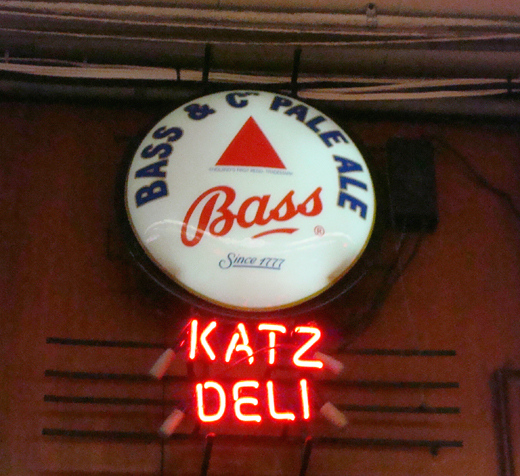 BASS & Co PALE ALE
Bass ®
Since 1777
KATZ
DELI